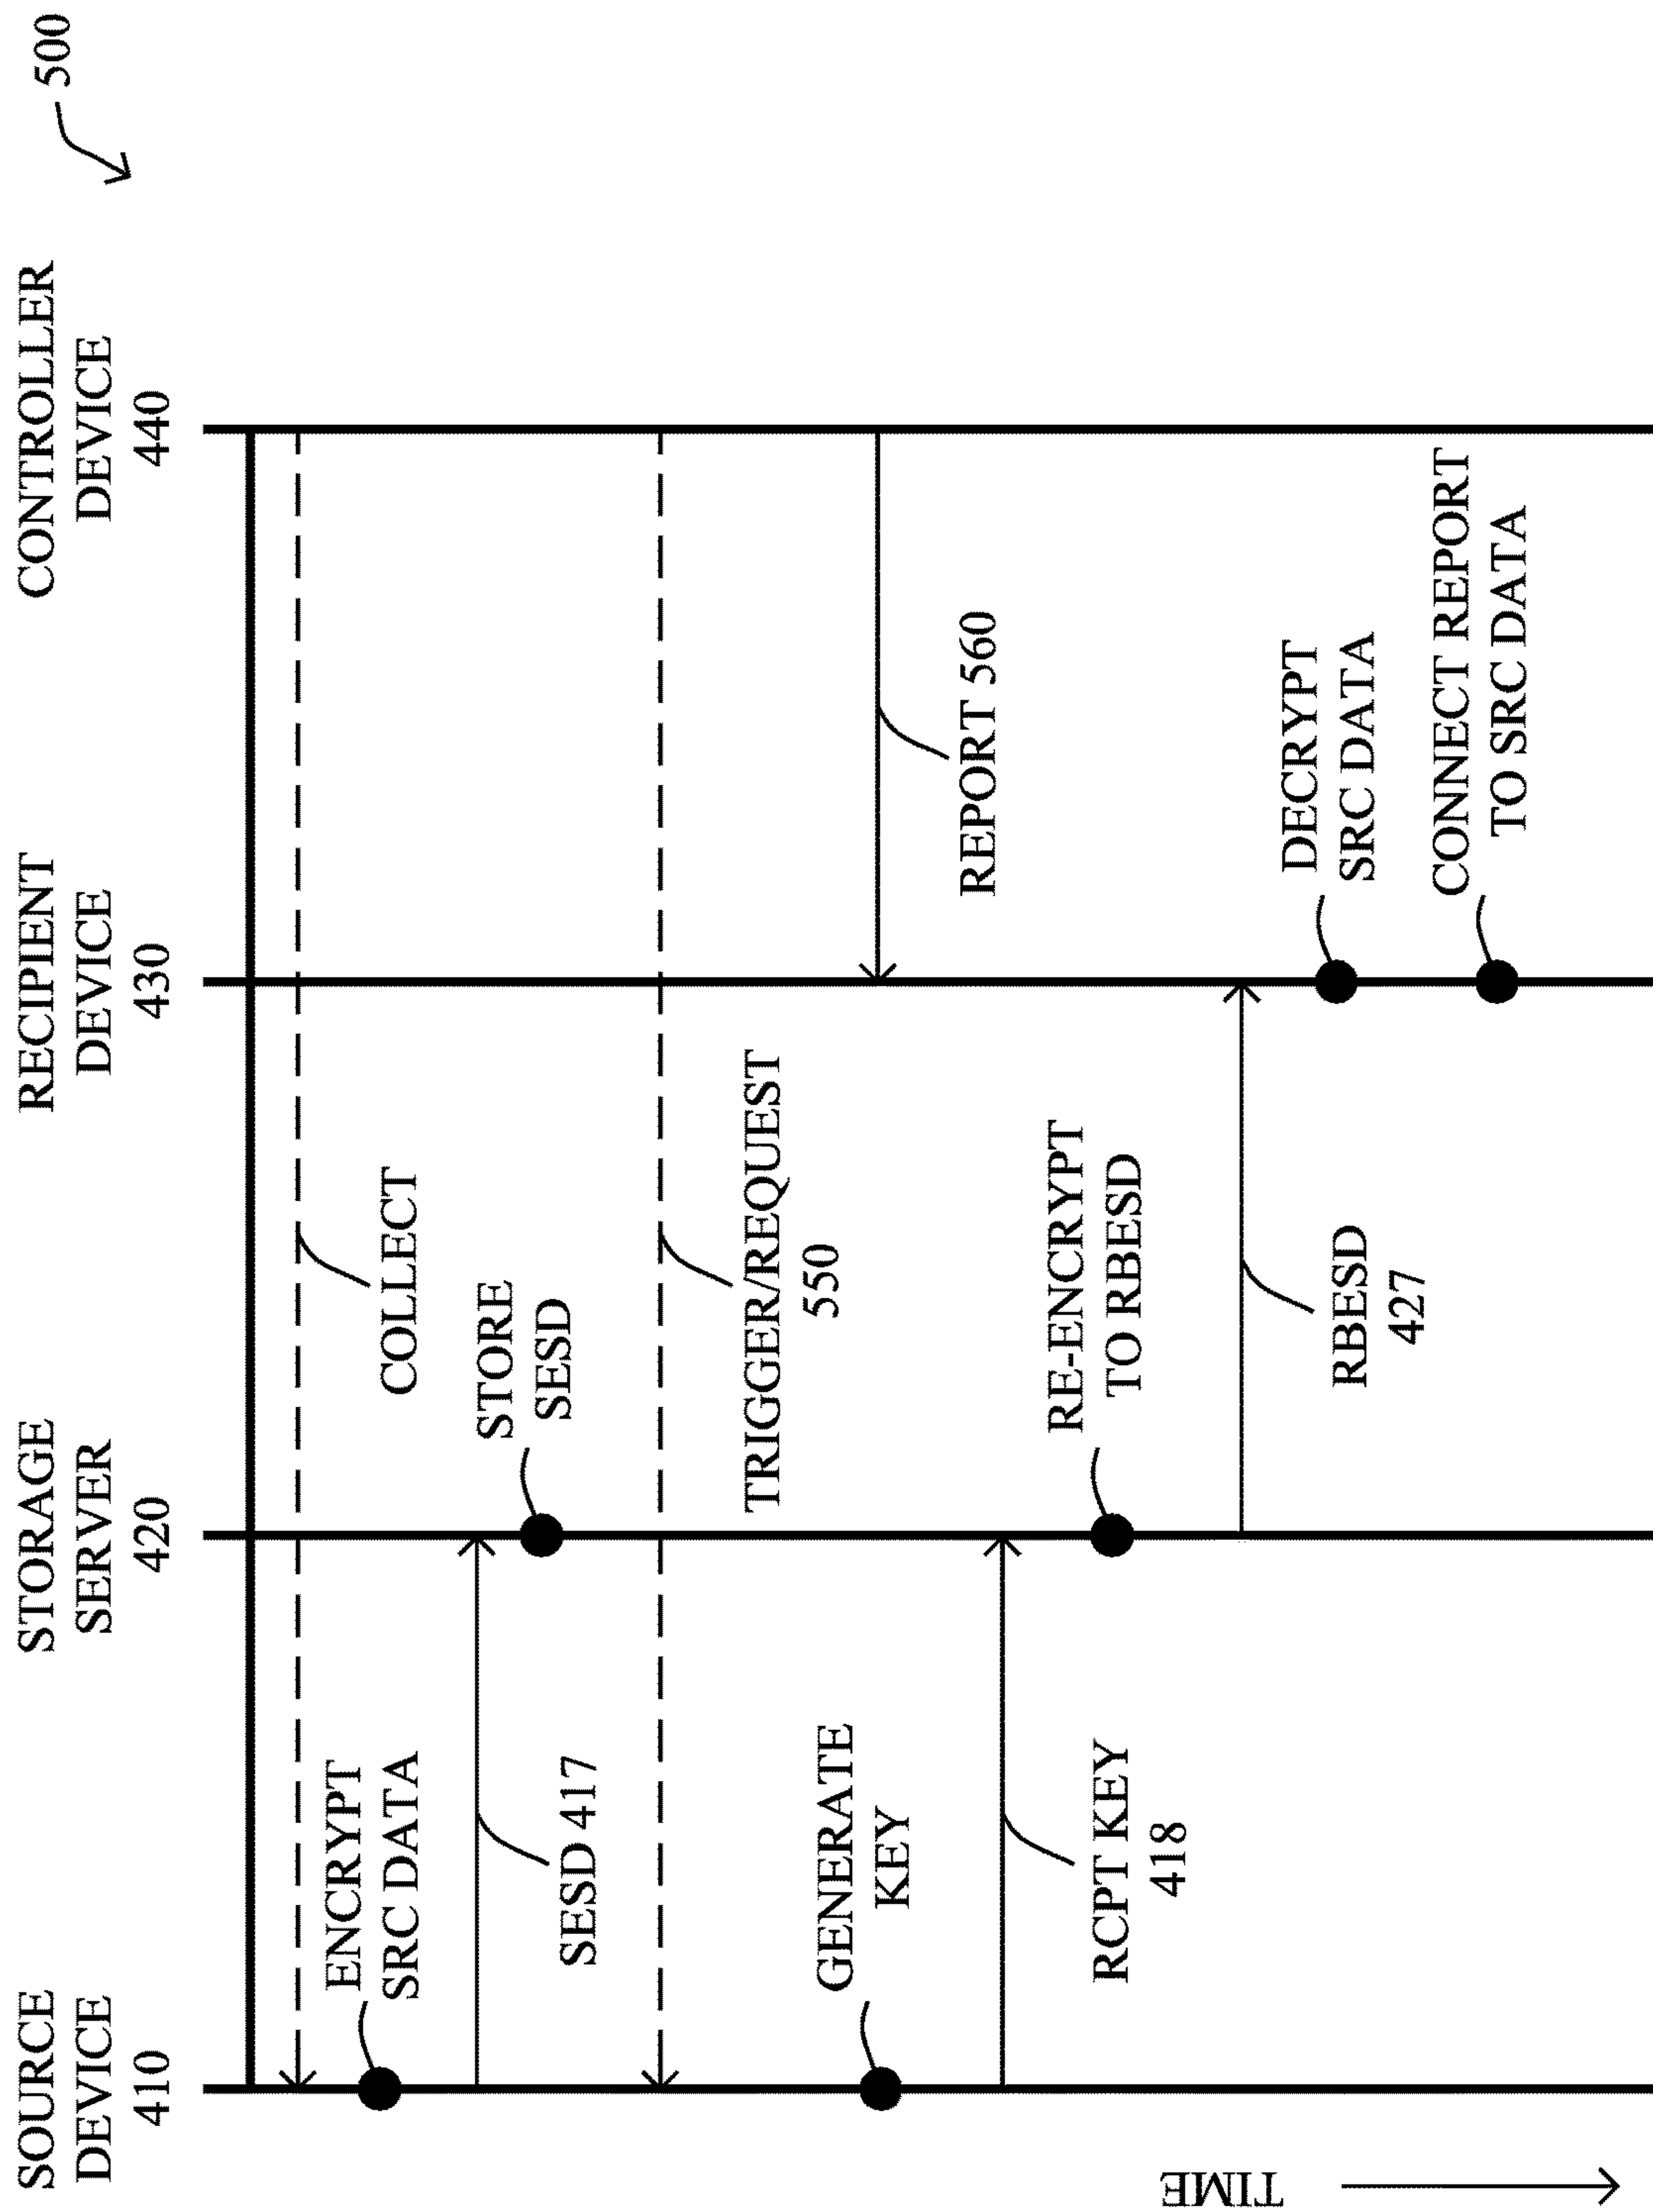 500
SOURCE
DEVICE
410
STORAGE
SERVER
420
RECIPIENT
DEVICE
430
CONTROLLER
DEVICE
440
COLLECT
ENCRYPT
SRC DATA
SESD 417
STORE
SESD
TRIGGER/REQUEST
550
GENERATE
KEY
REPORT 560
RCPT KEY
418
RE-ENCRYPT
TO RBESD
RBESD
427
DECRYPT
SRC DATA
CONNECT REPORT
TO SRC DATA
TIME